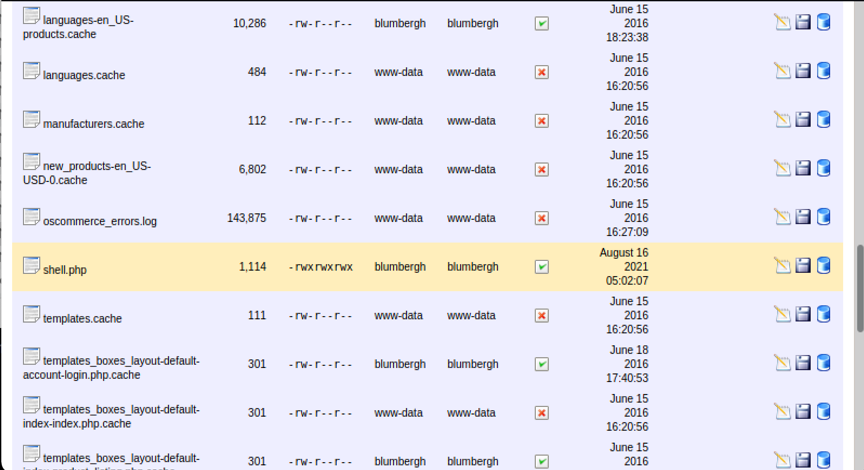 languages-en_US-
products.cache 10,286 -rw-r--r-- blumbergh blumbergh June 15
2016
18:23:38
languages.cache 484 -rw-r--r-- www-data www-data June 15
2016
16:20:56
manufacturers.cache 112 -rw-r--r-- www-data www-data June 15
2016
16:20:56
new_products-en_US-
USD-0.cache 6,802 -rw-r--r-- www-data www-data June 15
2016
16:20:56
oscommerce_errors.log 143,875 -rw-r--r-- www-data www-data June 15
2016
16:27:09
shell.php 1,114 -rwxrwxrwx blumbergh blumbergh August 16
2021
05:02:07
templates.cache 111 -rw-r--r-- www-data www-data June 15
2016
16:20:56
templates_boxes_layout-default-
account-login.php.cache 301 -rw-r--r-- blumbergh blumbergh June 18
2016
17:40:53
templates_boxes_layout-default-
index-index.php.cache 301 -rw-r--r-- www-data www-data June 15
2016
16:20:56
templates_boxes_layout-default- 301 -rw-r--r-- blumbergh blumbergh June 15
2016